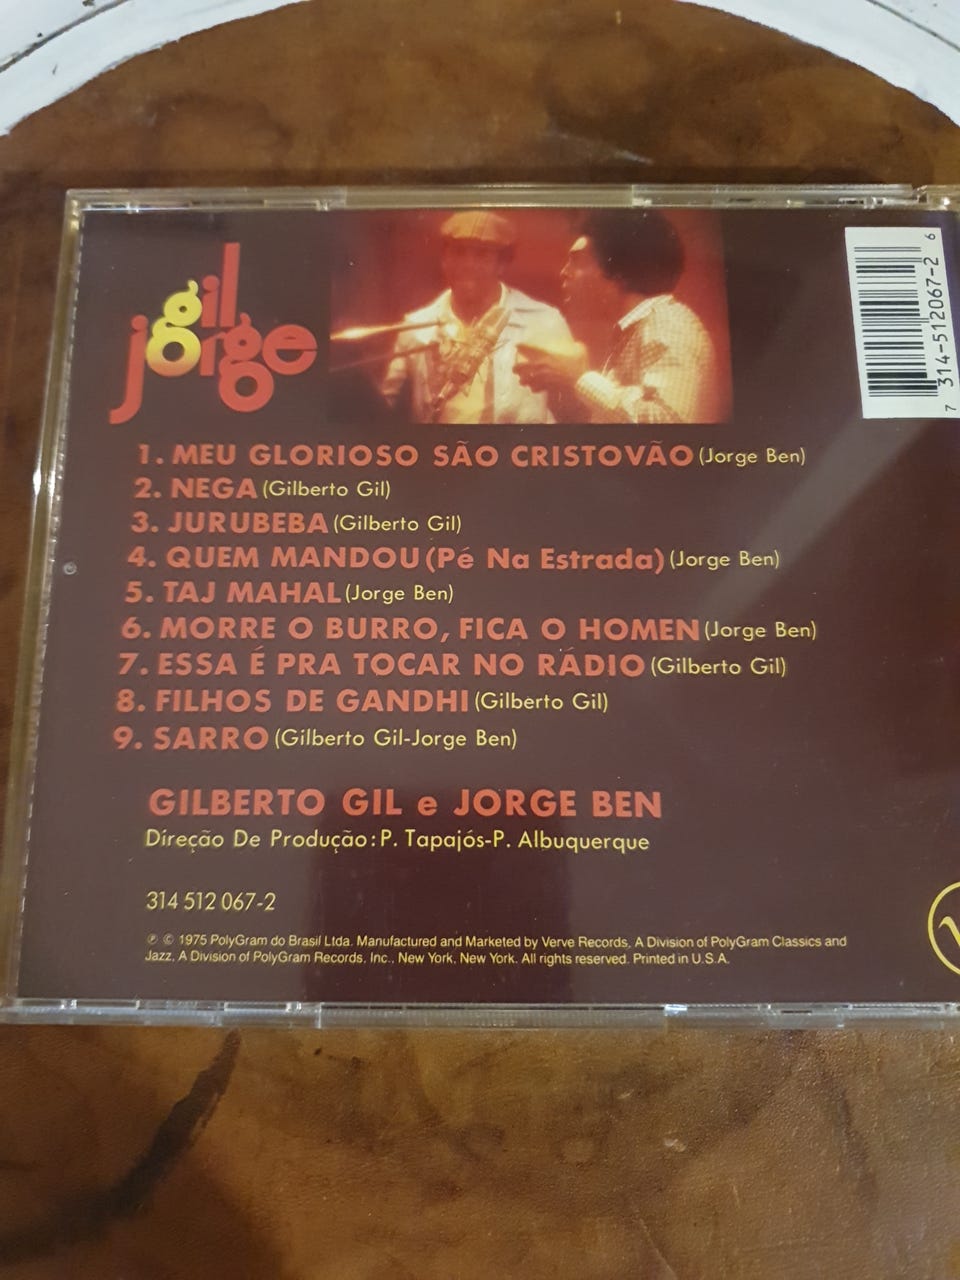 gil
jorge
7 314-512067-2 6
1. MEU GLORIOSO SÃO CRISTOVÃO (Jorge Ben)
2. NEGA (Gilberto Gil)
3. JURUBEBA (Gilberto Gil)
4. QUEM MANDOU (Pé Na Estrada) (Jorge Ben)
5. TAJ MAHAL (Jorge Ben)
6. MORRE O BURRO, FICA O HOMEN (Jorge Ben)
7. ESSA É PRA TOCAR NO RÁDIO (Gilberto Gil)
8. FILHOS DE GANDHI (Gilberto Gil)
9. SARRO (Gilberto Gil-Jorge Ben)
GILBERTO GIL e JORGE BEN
Direção De Produção: P. Tapajós-P. Albuquerque
314 512 067-2
℗ © 1975 PolyGram do Brasil Ltda. Manufactured and Marketed by Verve Records, A Division of PolyGram Classics and
Jazz, A Division of PolyGram Records, Inc., New York, New York. All rights reserved. Printed in U.S.A.